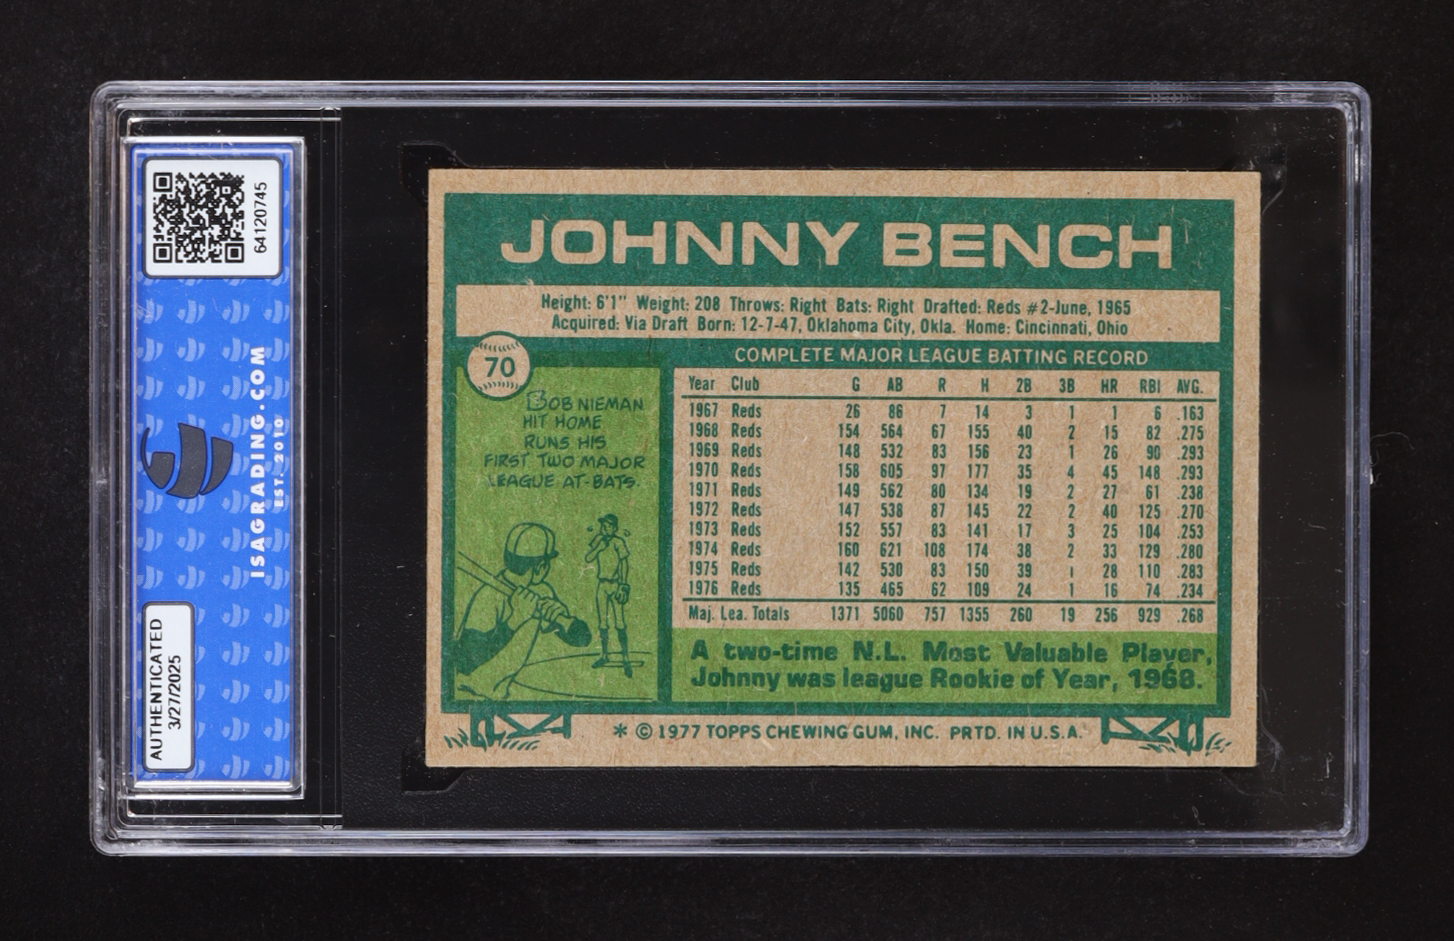 64120745
ISAGRADING.COM
EST. 2010
AUTHENTICATED
3/27/2025
JOHNNY BENCH
Height: 6'1" Weight: 208 Throws: Right Bats: Right Drafted: Reds #2-June, 1965
Acquired: Via Draft Born: 12-7-47, Oklahoma City, Okla. Home: Cincinnati, Ohio
70
BOB NIEMAN
HIT HOME
RUNS HIS
FIRST TWO MAJOR
LEAGUE AT-BATS.
COMPLETE MAJOR LEAGUE BATTING RECORD
Year Club G AB R H 2B 3B HR RBI AVG.
1967 Reds 26 86 7 14 3 1 1 6 .163
1968 Reds 154 564 67 155 40 2 15 82 .275
1969 Reds 148 532 83 156 23 1 26 90 .293
1970 Reds 158 605 97 177 35 4 45 148 .293
1971 Reds 149 562 80 134 19 2 27 61 .238
1972 Reds 147 538 87 145 22 2 40 125 .270
1973 Reds 152 557 83 141 17 3 25 104 .253
1974 Reds 160 621 108 174 38 2 33 129 .280
1975 Reds 142 530 83 150 39 1 28 110 .283
1976 Reds 135 465 62 109 24 1 16 74 .234
Maj. Lea. Totals 1371 5060 757 1355 260 19 256 929 .268
A two-time N.L. Most Valuable Player,
Johnny was league Rookie of Year, 1968.
* © 1977 TOPPS CHEWING GUM, INC. PRTD. IN U.S.A.